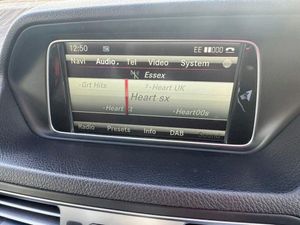 12:50 EE
Navi Audio Tel Video System
Essex
-Grt Hits ?-Heart UK
Heart sx
-Heart -Heart00s
Radio Presets Info DAB Sound